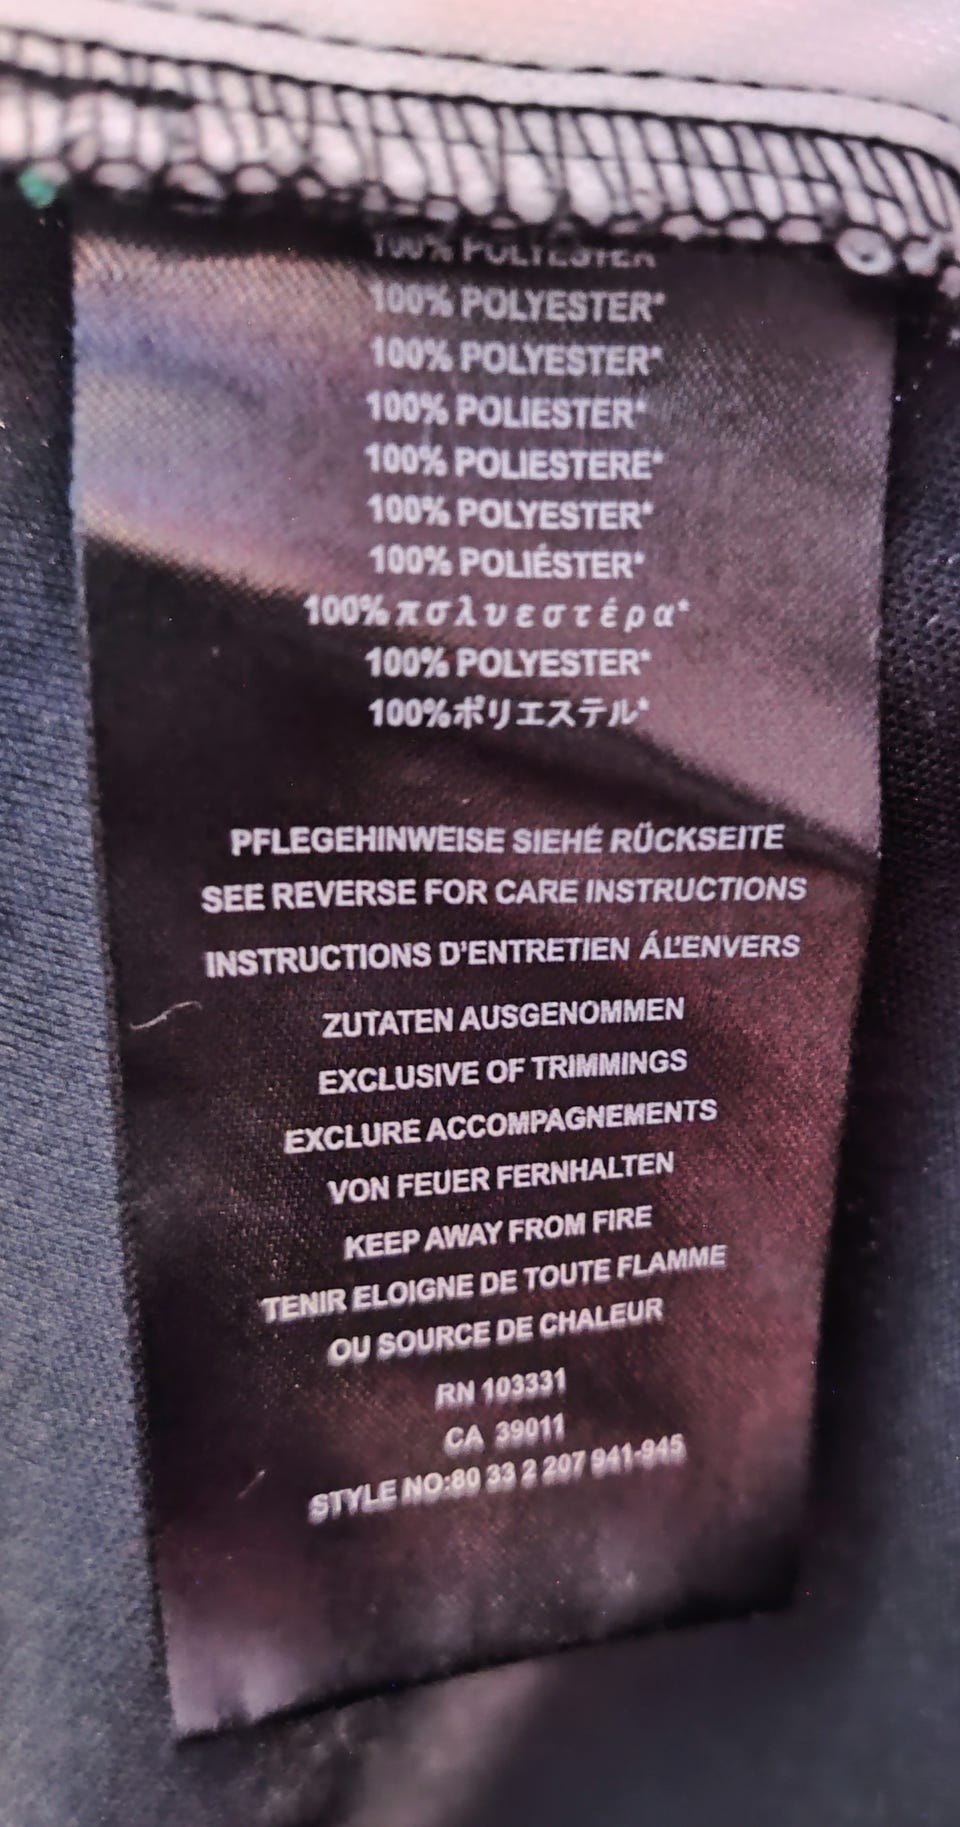 100% POLYESTER
100% POLYESTER*
100% POLYESTER*
100% POLIESTER*
100% POLIESTERE*
100% POLYESTER*
100% POLIÉSTER*
100% πσλυεστέρα*
100% POLYESTER*
100%ポリエステル*
PFLEGEHINWEISE SIEHÉ RÜCKSEITE
SEE REVERSE FOR CARE INSTRUCTIONS
INSTRUCTIONS D'ENTRETIEN ÁL'ENVERS
ZUTATEN AUSGENOMMEN
EXCLUSIVE OF TRIMMINGS
EXCLURE ACCOMPAGNEMENTS
VON FEUER FERNHALTEN
KEEP AWAY FROM FIRE
TENIR ELOIGNE DE TOUTE FLAMME
OU SOURCE DE CHALEUR
RN 103331
CA 39011
STYLE NO:80 33 2 207 941-945